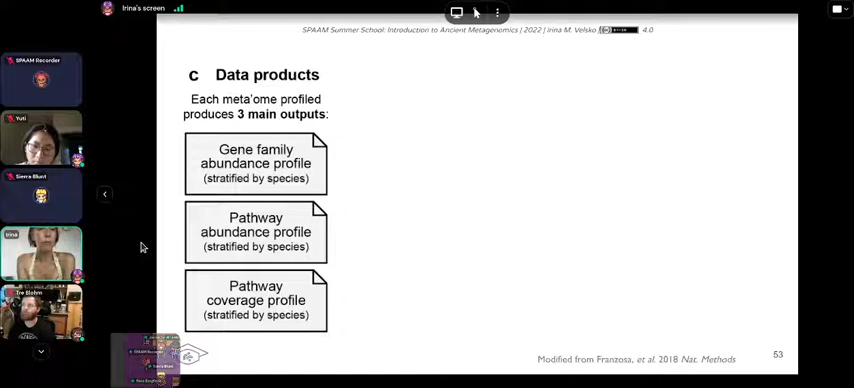 Irina's screen
SPAAM Summer School: Introduction to Ancient Metagenomics | 2022 | Irina M. Velsko
4.0
SPAAM Recorder
Yuti
Sierra Blunt
Irina
Tre Blohm
C Data products
Each meta'ome profiled
produces 3 main outputs:
Gene family
abundance profile
(stratified by species)
Pathway
abundance profile
(stratified by species)
Pathway
coverage profile
(stratified by species)
Modified from Franzosa, et al. 2018 Nat. Methods
53